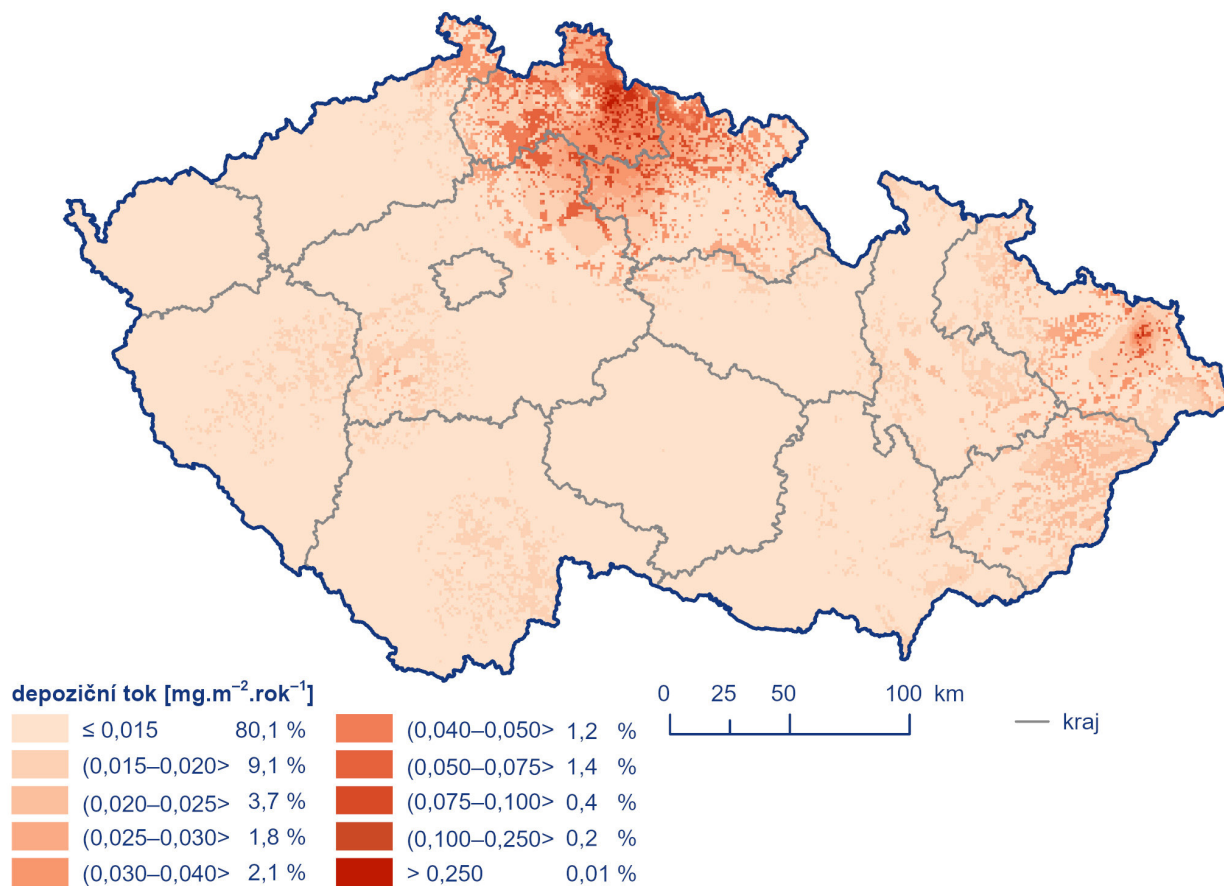 depoziční tok [mg.m⁻².rok⁻¹]
≤ 0,015 80,1 %
(0,015–0,020> 9,1 %
(0,020–0,025> 3,7 %
(0,025–0,030> 1,8 %
(0,030–0,040> 2,1 %
(0,040–0,050> 1,2 %
(0,050–0,075> 1,4 %
(0,075–0,100> 0,4 %
(0,100–0,250> 0,2 %
> 0,250 0,01 %
0 25 50 100 km
kraj